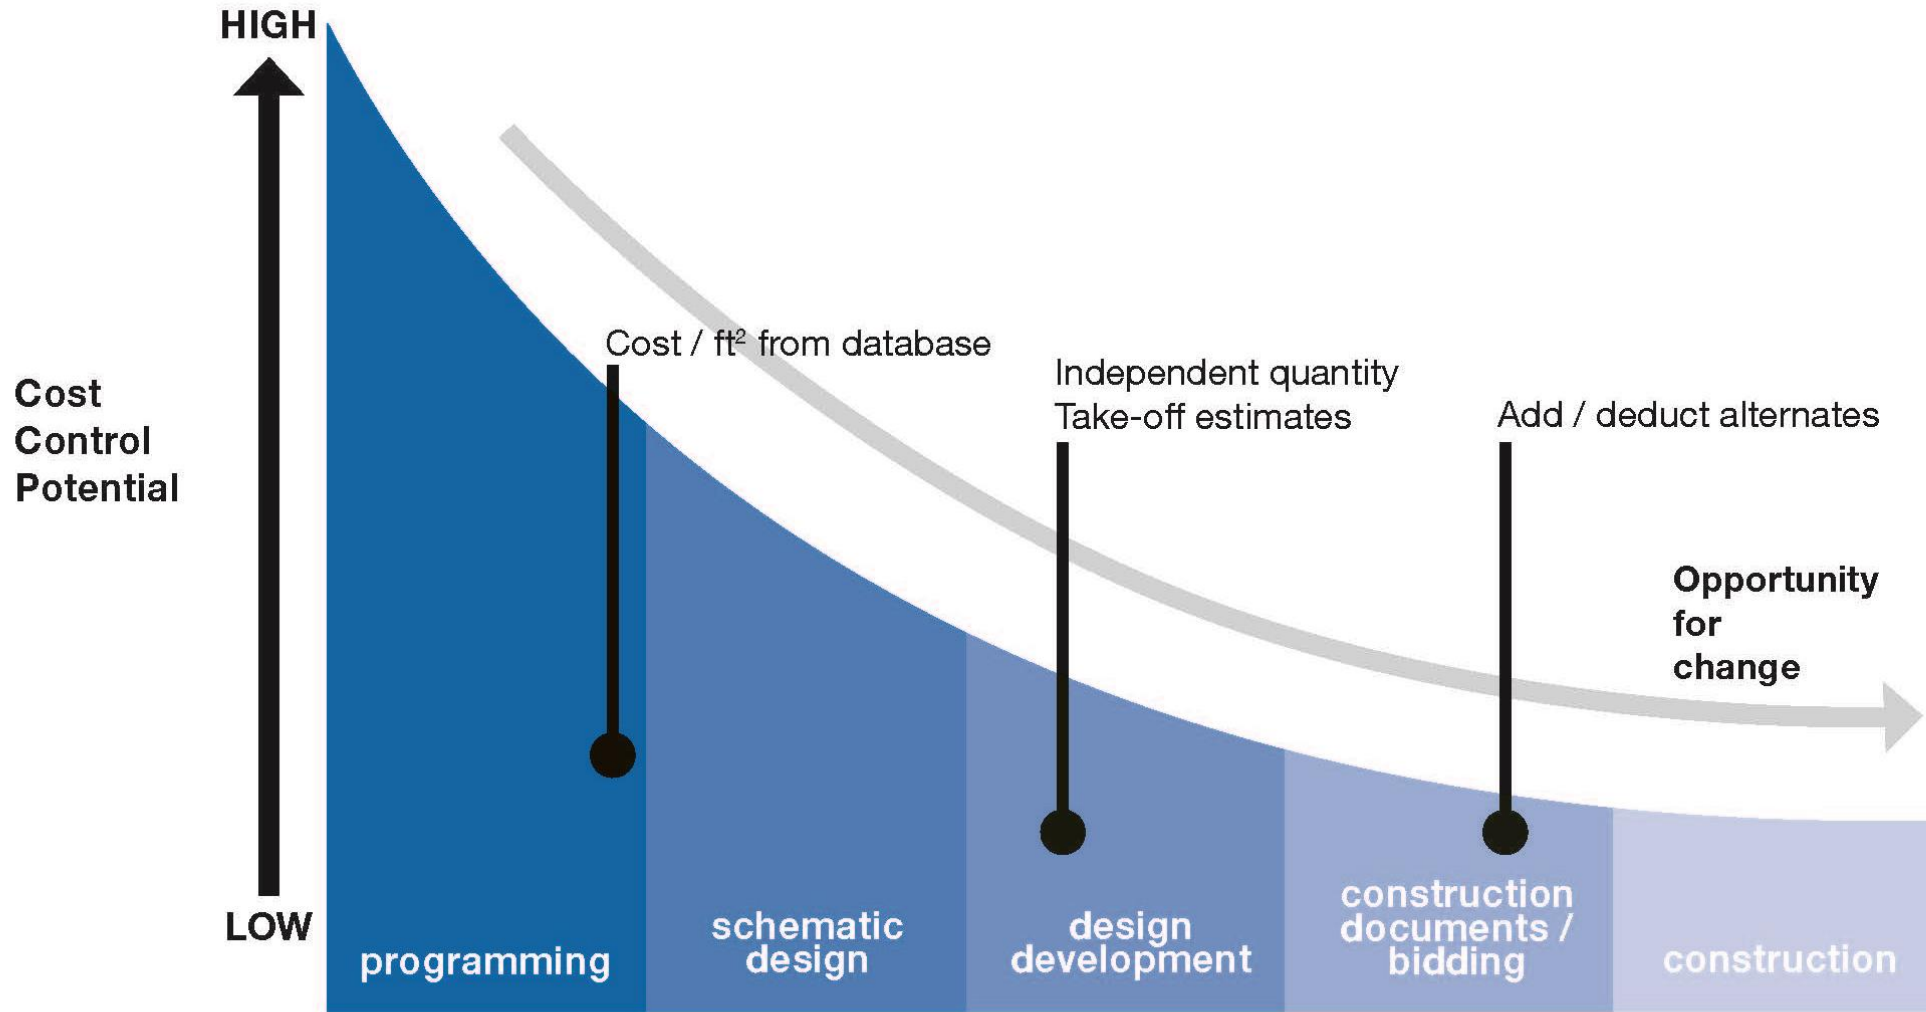 HIGH
Cost / ft² from database
Independent quantity
Take-off estimates
Add / deduct alternates
Cost
Control
Potential
Opportunity
for
change
LOW
programming
schematic
design
design
development
construction
documents /
bidding
construction